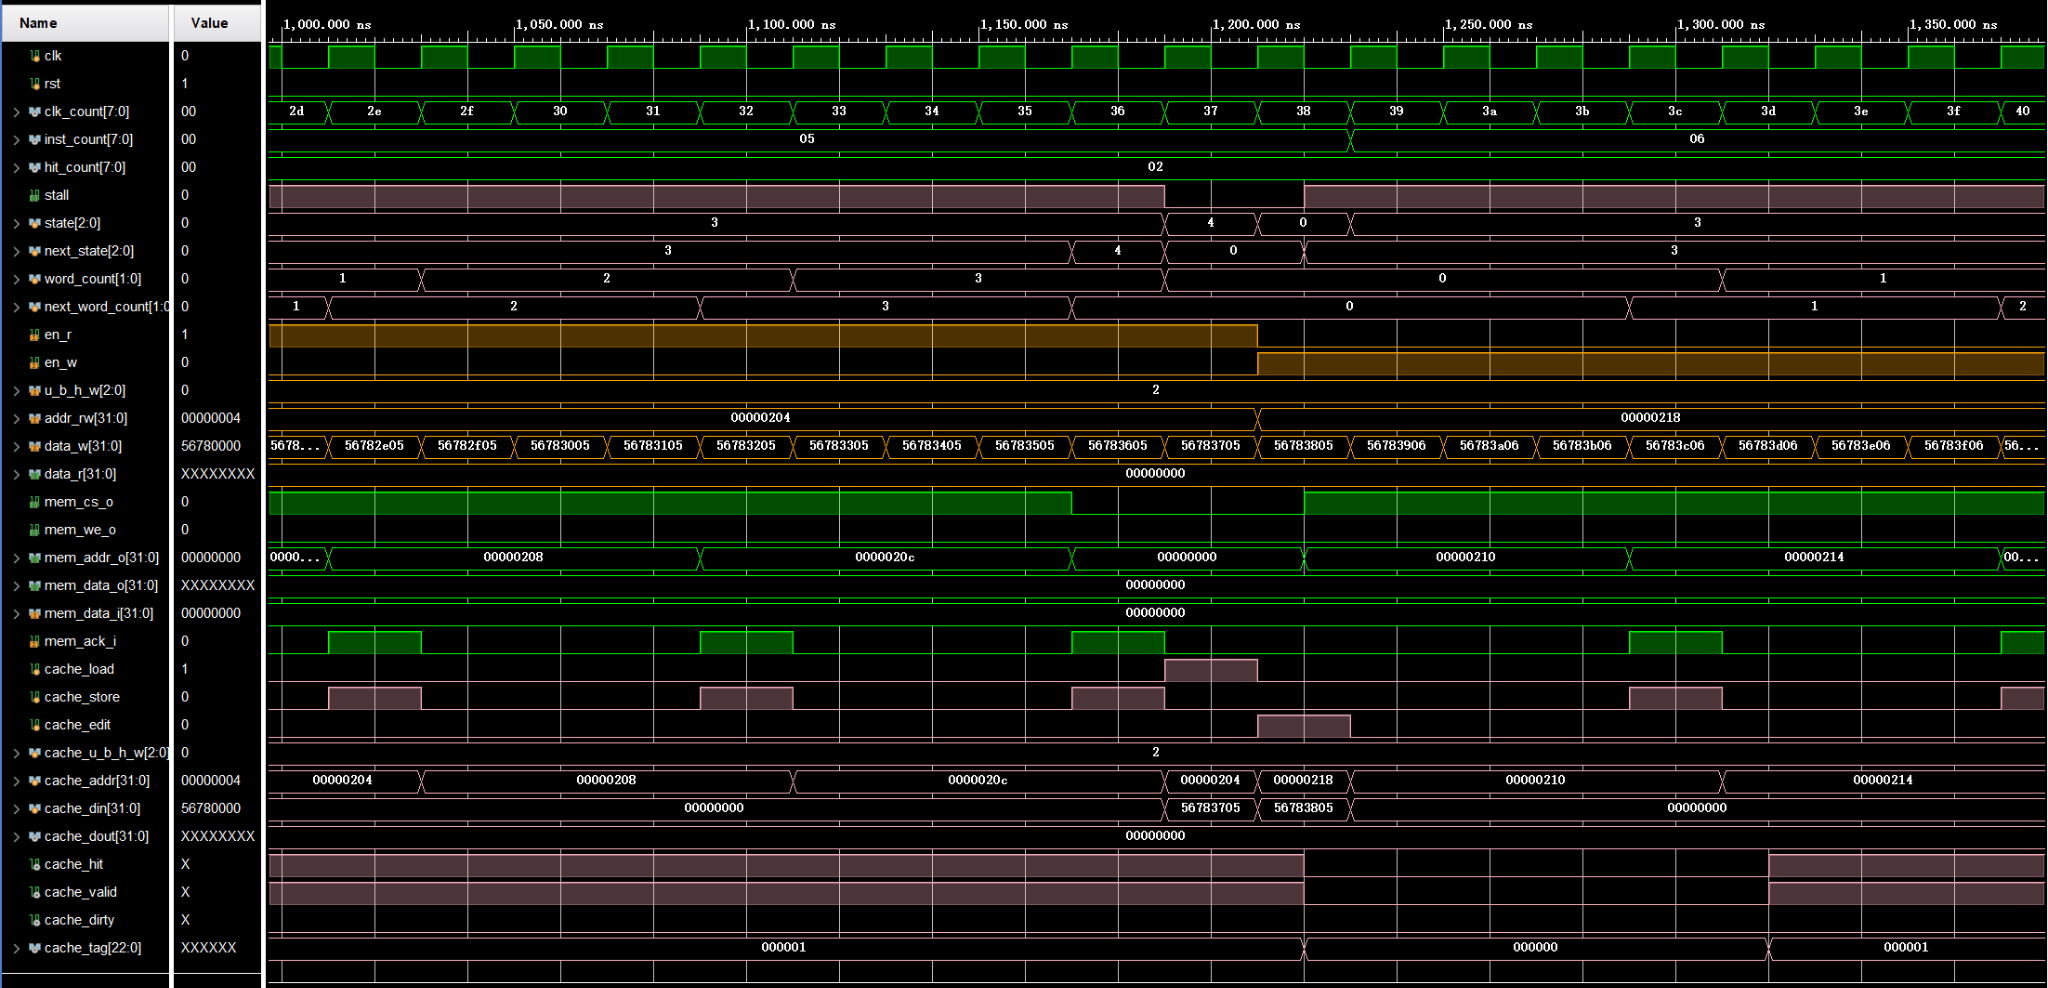 Name Value 1,000.000 ns 1,050.000 ns 1,100.000 ns 1,150.000 ns 1,200.000 ns 1,250.000 ns 1,300.000 ns 1,350.000 ns
clk 0
rst 1
clk_count[7:0] 00 2d 2e 2f 30 31 32 33 34 35 36 37 38 39 3a 3b 3c 3d 3e 3f 40
inst_count[7:0] 00 05 06
hit_count[7:0] 00 02
stall 0
state[2:0] 0 3 4 0 3
next_state[2:0] 0 3 4 0 3
word_count[1:0] 0 1 2 3 0 1
next_word_count[1:0 0 1 2 3 0 1 2
en_r 1
en_w 0
u_b_h_w[2:0] 0 2
addr_rw[31:0] 00000004 00000204 00000218
data_w[31:0] 56780000 5678... 56782e05 56782f05 56783005 56783105 56783205 56783305 56783405 56783505 56783605 56783705 56783805 56783906 56783a06 56783b06 56783c06 56783d06 56783e06 56783f06 56...
data_r[31:0] XXXXXXXX 00000000
mem_cs_o 0
mem_we_o 0
mem_addr_o[31:0] 00000000 0000... 00000208 0000020c 00000000 00000210 00000214 00...
mem_data_o[31:0] XXXXXXXX 00000000
mem_data_i[31:0] 00000000 00000000
mem_ack_i 0
cache_load 1
cache_store 0
cache_edit 0
cache_u_b_h_w[2:0] 0 2
cache_addr[31:0] 00000004 00000204 00000208 0000020c 00000204 00000218 00000210 00000214
cache_din[31:0] 56780000 00000000 56783705 56783805 00000000
cache_dout[31:0] XXXXXXXX 00000000
cache_hit X
cache_valid X
cache_dirty X
cache_tag[22:0] XXXXXX 000001 000000 000001